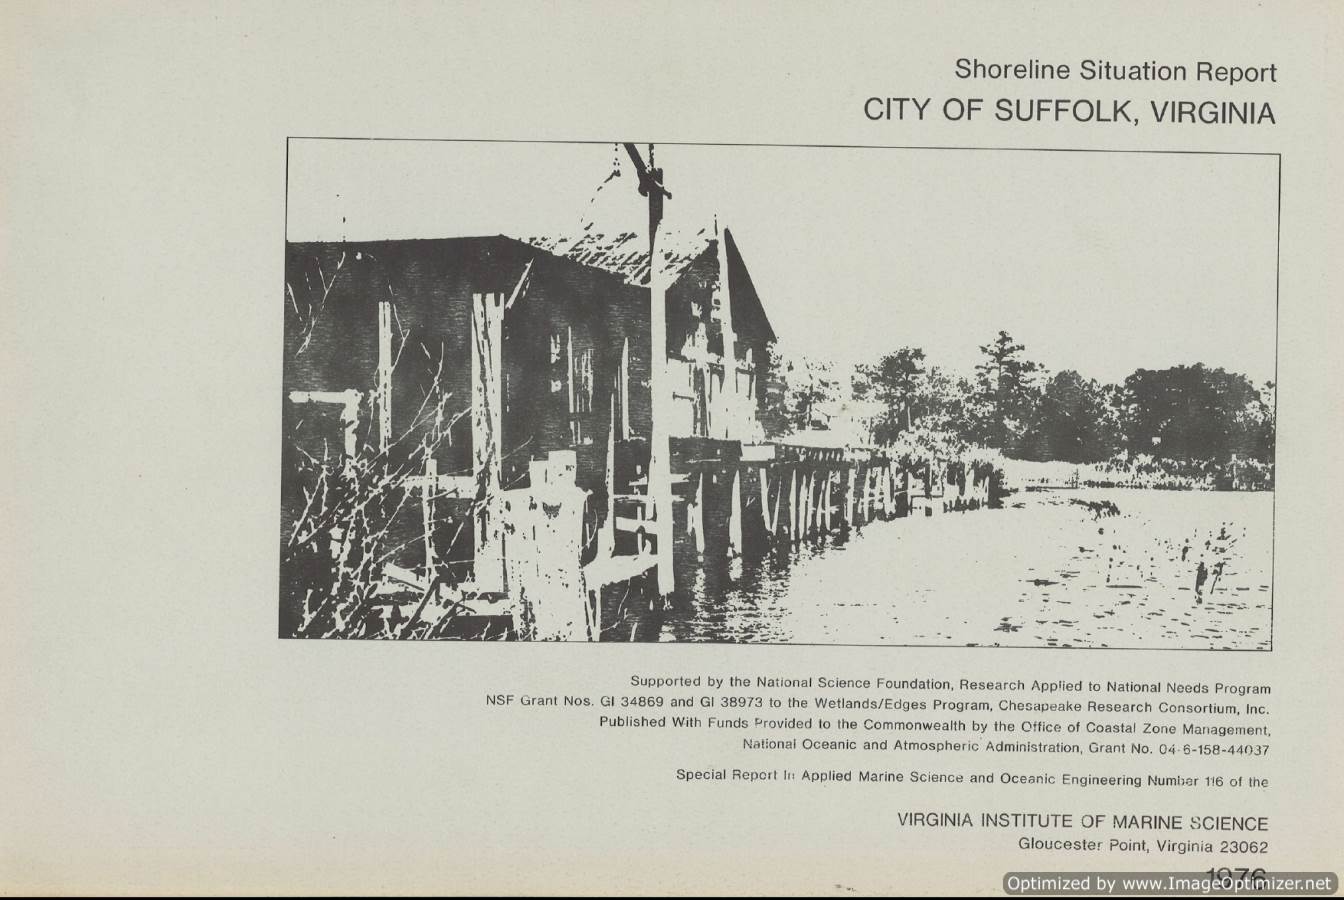 Shoreline Situation Report
CITY OF SUFFOLK, VIRGINIA
Supported by the National Science Foundation, Research Applied to National Needs Program
NSF Grant Nos. GI 34869 and GI 38973 to the Wetlands/Edges Program, Chesapeake Research Consortium, Inc.
Published With Funds Provided to the Commonwealth by the Office of Coastal Zone Management,
National Oceanic and Atmospheric Administration, Grant No. 04-6-158-44037
Special Report In Applied Marine Science and Oceanic Engineering Number 116 of the
VIRGINIA INSTITUTE OF MARINE SCIENCE
Gloucester Point, Virginia 23062
1976
Optimized by www.ImageOptimizer.net